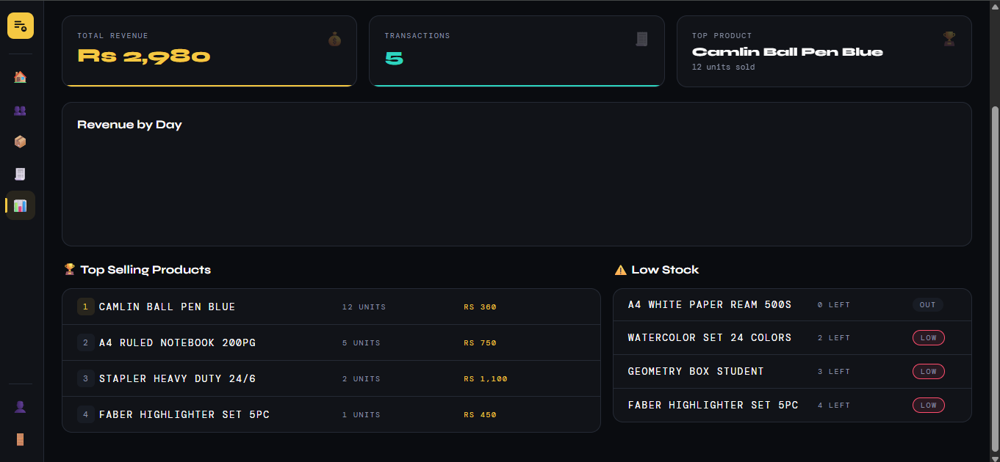 TOTAL REVENUE
Rs 2,980
TRANSACTIONS
5
TOP PRODUCT
Camlin Ball Pen Blue
12 units sold
Revenue by Day
Top Selling Products
1 CAMLIN BALL PEN BLUE 12 UNITS RS 360
2 A4 RULED NOTEBOOK 200PG 5 UNITS RS 750
3 STAPLER HEAVY DUTY 24/6 2 UNITS RS 1,100
4 FABER HIGHLIGHTER SET 5PC 1 UNITS RS 450
Low Stock
A4 WHITE PAPER REAM 500S 0 LEFT OUT
WATERCOLOR SET 24 COLORS 2 LEFT LOW
GEOMETRY BOX STUDENT 3 LEFT LOW
FABER HIGHLIGHTER SET 5PC 4 LEFT LOW